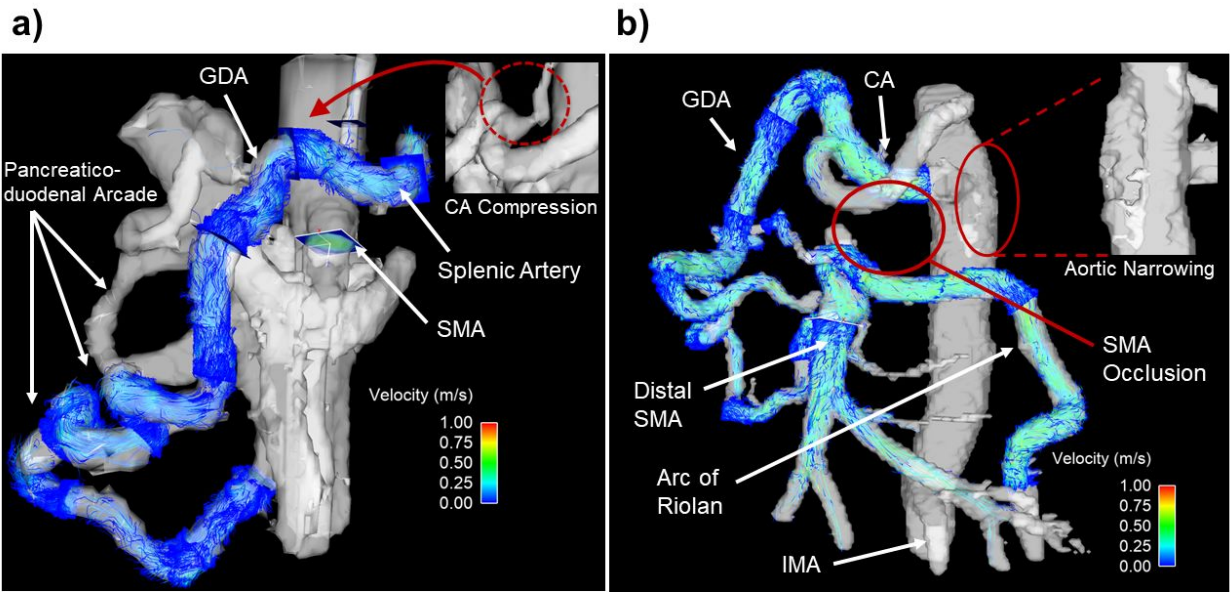 a)
GDA
Pancreatico-
duodenal Arcade
CA Compression
Splenic Artery
SMA
Velocity (m/s)
1.00
0.75
0.50
0.25
0.00
b)
GDA
CA
Aortic Narrowing
SMA
Occlusion
Distal
SMA
Arc of
Riolan
IMA
Velocity (m/s)
1.00
0.75
0.50
0.25
0.00